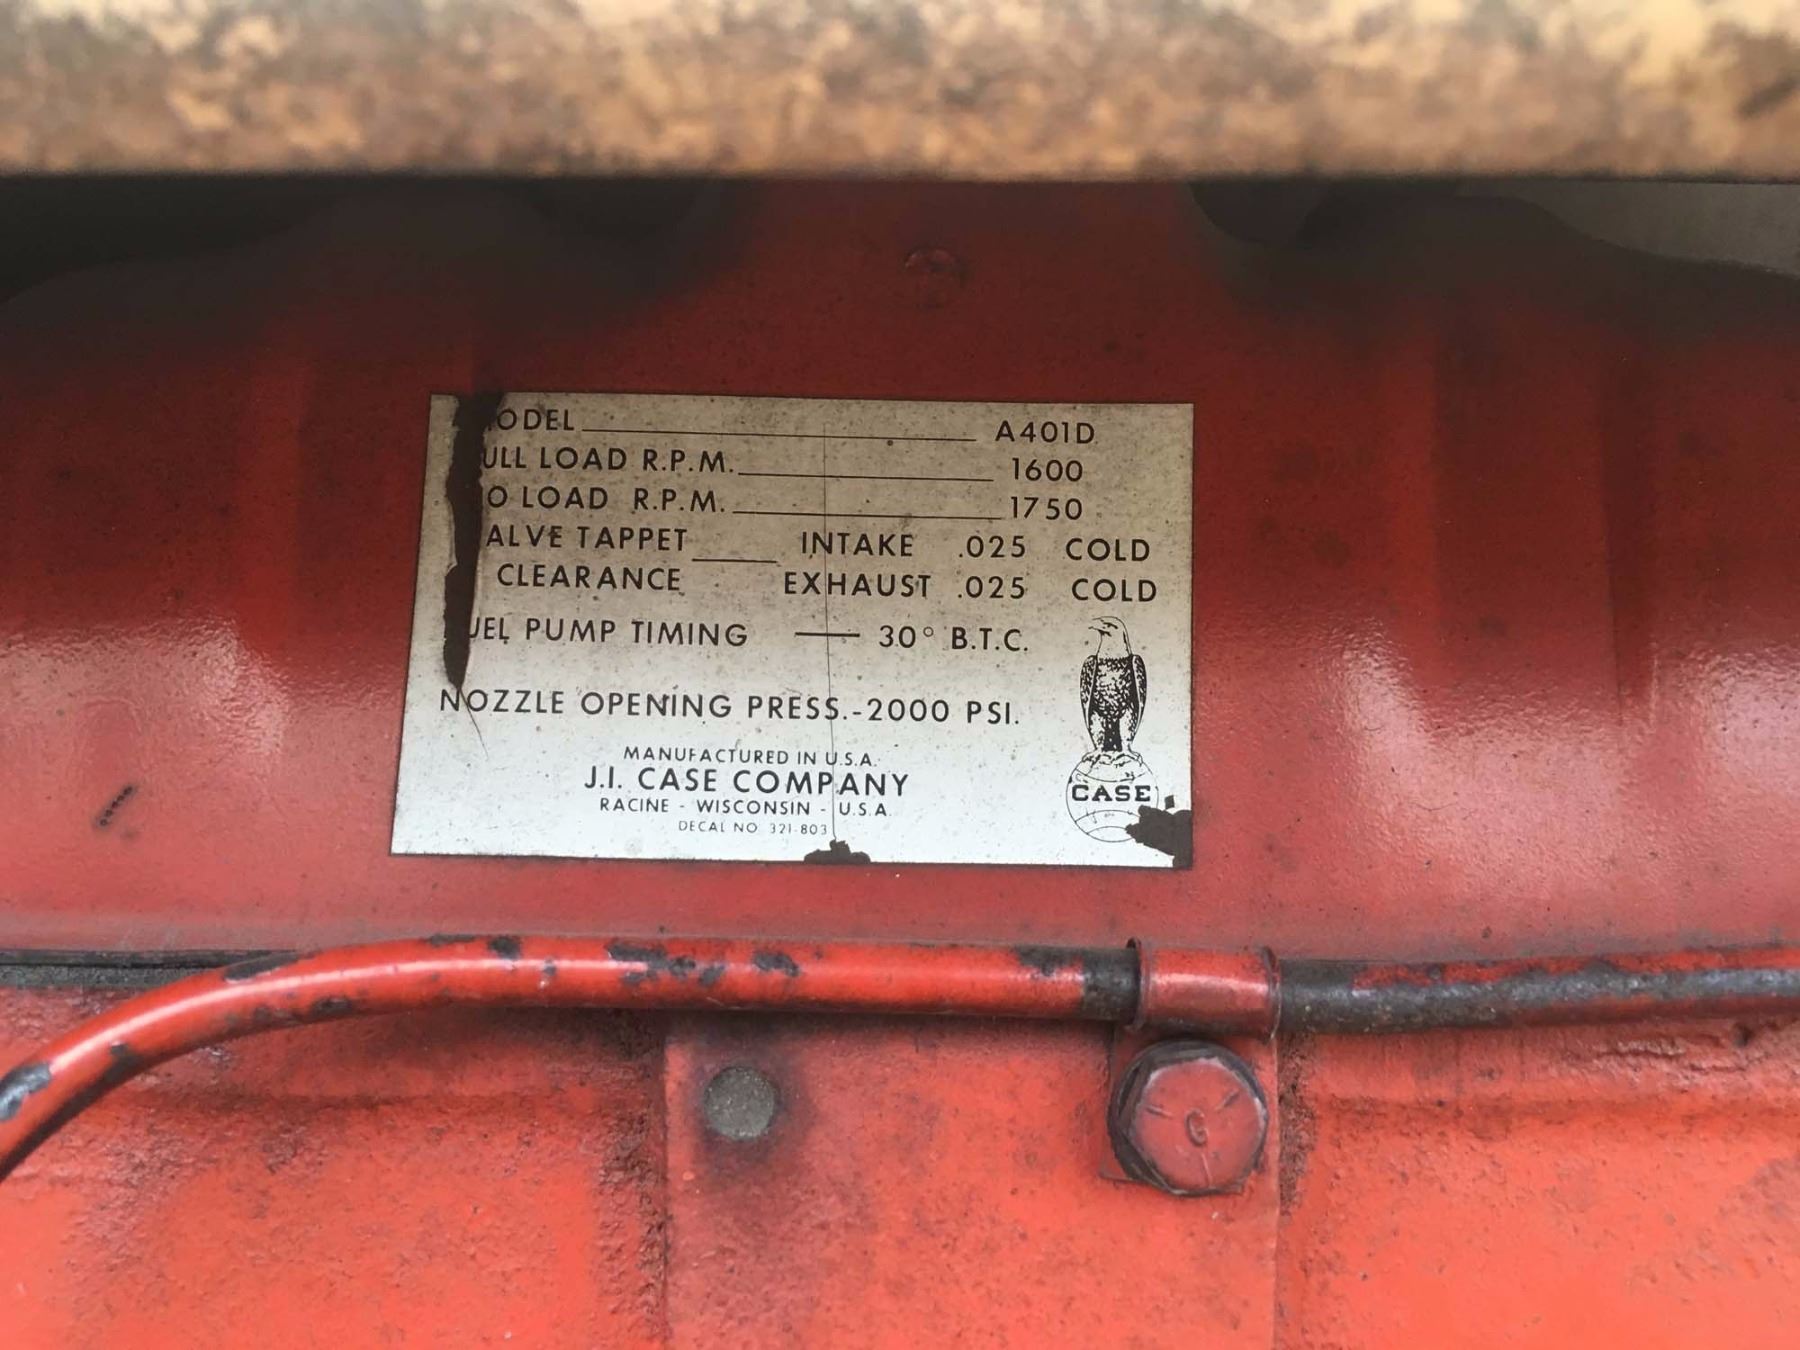 ODEL A401D
ULL LOAD R.P.M. 1600
O LOAD R.P.M. 1750
ALVE TAPPET INTAKE .025 COLD
CLEARANCE EXHAUST .025 COLD
UEL PUMP TIMING — 30° B.T.C.
NOZZLE OPENING PRESS.-2000 PSI.
MANUFACTURED IN U.S.A.
J.I. CASE COMPANY
RACINE - WISCONSIN - U.S.A.
DECAL NO. 321-803
CASE